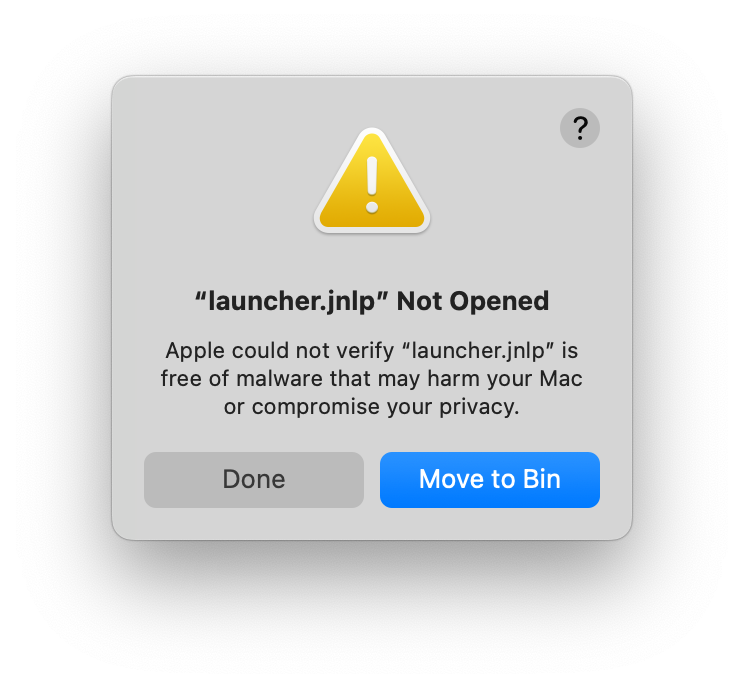 ?
“launcher.jnlp” Not Opened
Apple could not verify “launcher.jnlp” is
free of malware that may harm your Mac
or compromise your privacy.
Done
Move to Bin